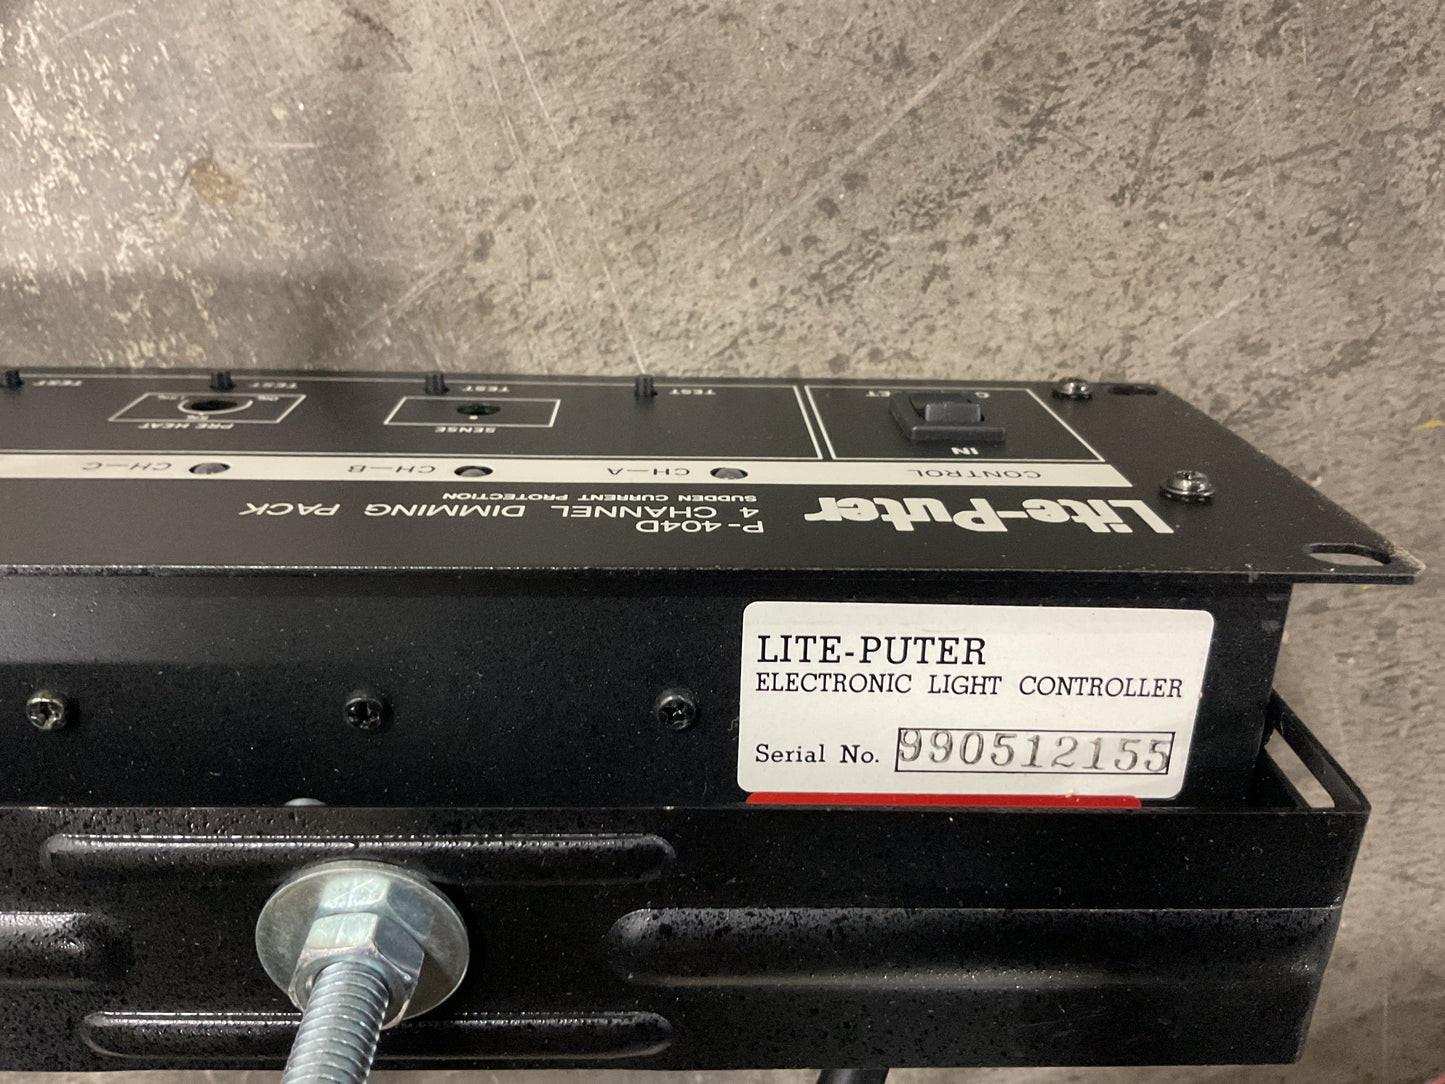 Lite-Puter
P-404D
4 CHANNEL DIMMING PACK
SUDDEN CURRENT PROTECTION
CONTROL
CH—A
CH—B
CH—C
IN
SENSE
PRE HEAT
TEST
TEST
TEST
TEST
LITE-PUTER
ELECTRONIC LIGHT CONTROLLER
Serial No. 990512155